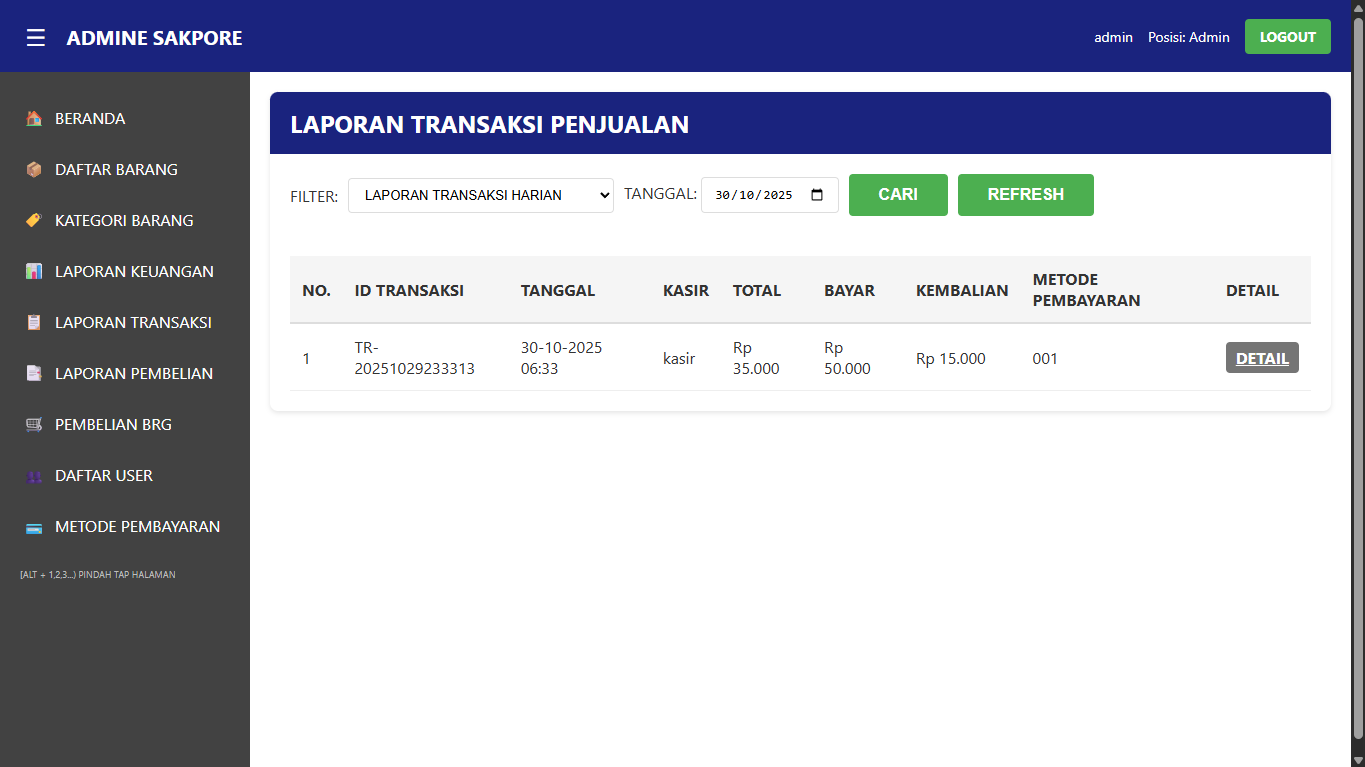 ☰ ADMINE SAKPORE
admin Posisi: Admin LOGOUT
BERANDA
DAFTAR BARANG
KATEGORI BARANG
LAPORAN KEUANGAN
LAPORAN TRANSAKSI
LAPORAN PEMBELIAN
PEMBELIAN BRG
DAFTAR USER
METODE PEMBAYARAN
[ALT + 1,2,3...) PINDAH TAP HALAMAN
LAPORAN TRANSAKSI PENJUALAN
FILTER: LAPORAN TRANSAKSI HARIAN TANGGAL: 30/10/2025 CARI REFRESH
NO. ID TRANSAKSI TANGGAL KASIR TOTAL BAYAR KEMBALIAN METODE
PEMBAYARAN DETAIL
1 TR-
20251029233313 30-10-2025
06:33 kasir Rp
35.000 Rp
50.000 Rp 15.000 001 DETAIL